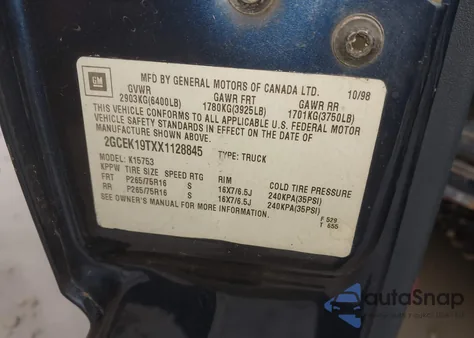 GM
MFD BY GENERAL MOTORS OF CANADA LTD. 10/98
GVWR GAWR FRT GAWR RR
2903KG(6400LB) 1780KG(3925LB) 1701KG(3750LB)
THIS VEHICLE CONFORMS TO ALL APPLICABLE U.S. FEDERAL MOTOR
VEHICLE SAFETY STANDARDS IN EFFECT ON THE DATE OF
MANUFACTURE SHOWN ABOVE.
2GCEK19TXX1128845 TYPE: TRUCK
MODEL: K15753
KPPW TIRE SIZE SPEED RTG RIM COLD TIRE PRESSURE
FRT P265/75R16 S 16X7/6.5J 240KPA(35PSI)
RR P265/75R16 S 16X7/6.5J 240KPA(35PSI)
SEE OWNER'S MANUAL FOR MORE INFORMATION.
F 529
T 655
autaSnap